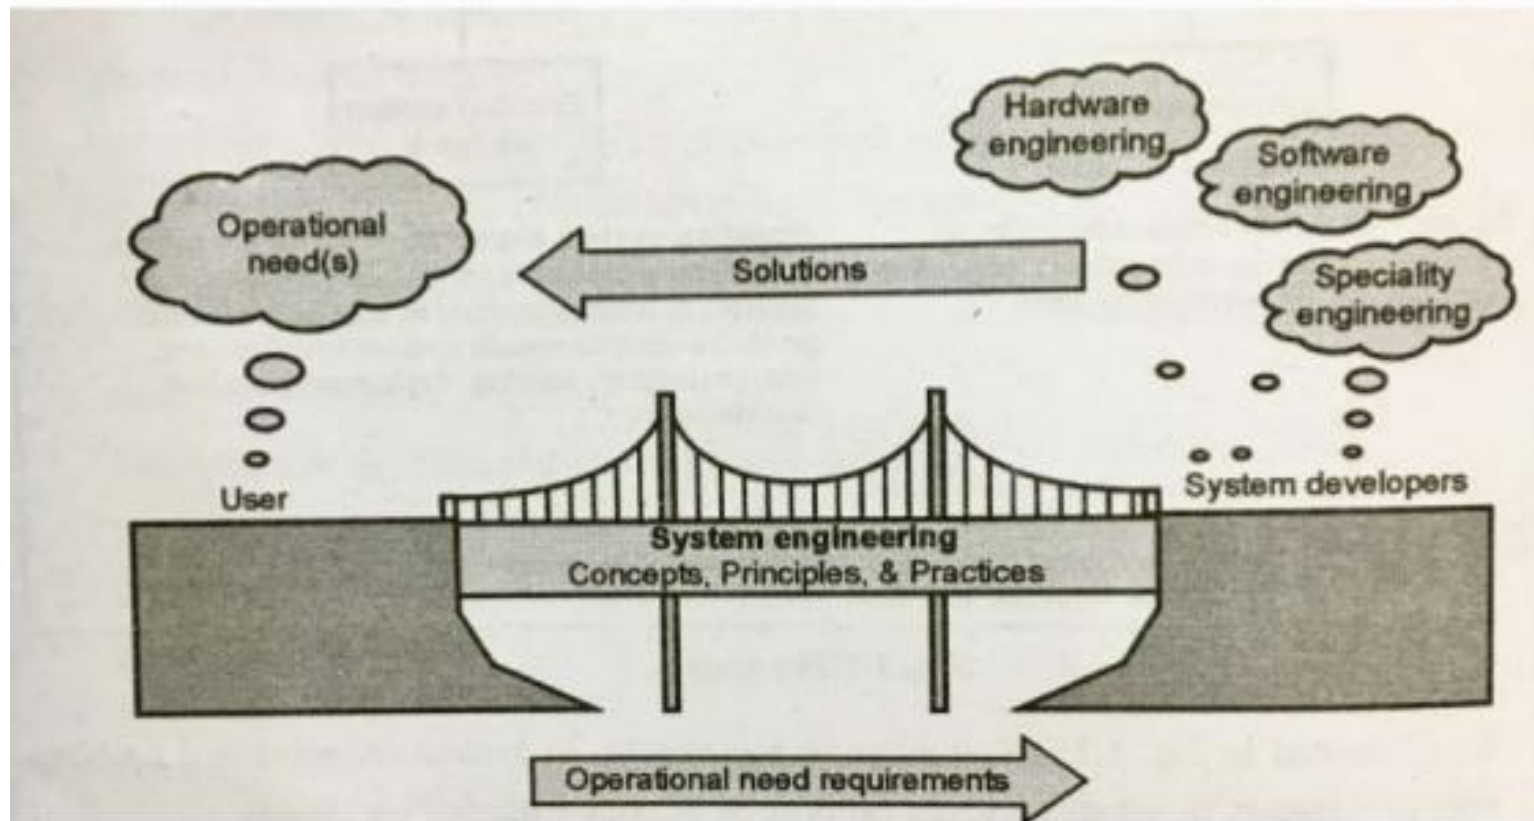 Hardware
engineering
Software
engineering
Operational
need(s)
Solutions
Speciality
engineering
User
System developers
System engineering
Concepts, Principles, & Practices
Operational need requirements